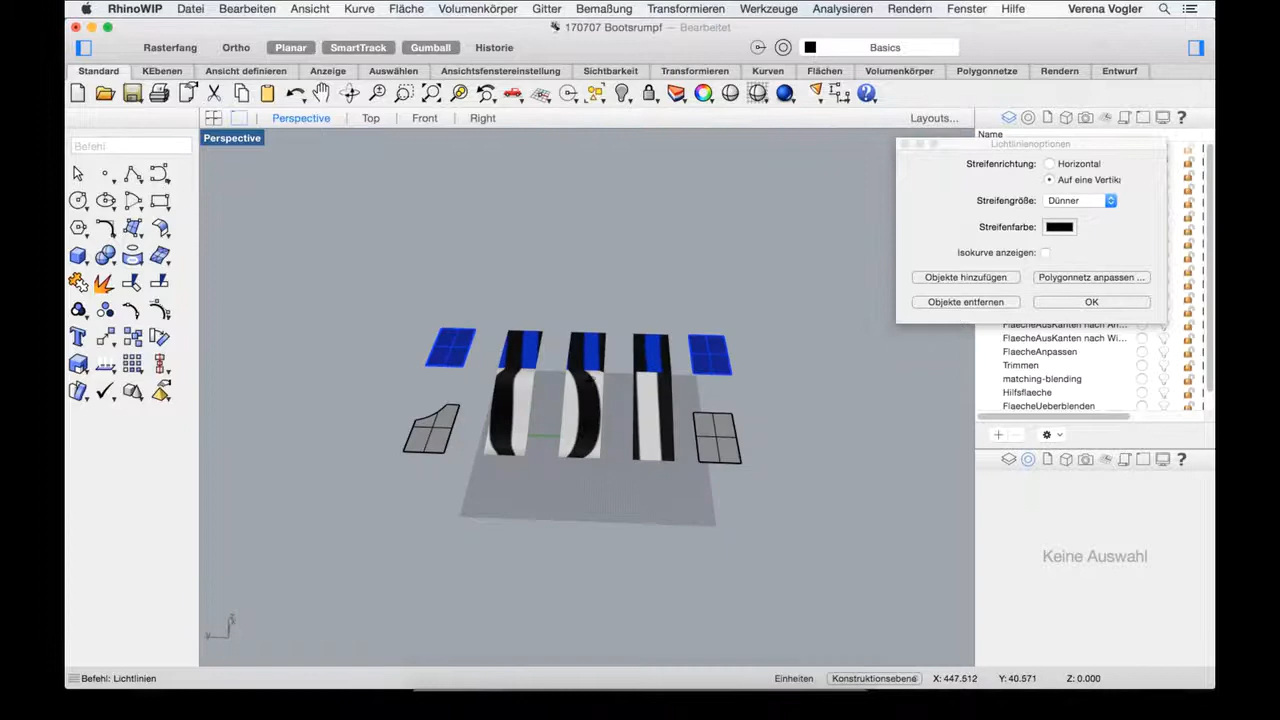 RhinoWIP Datei Bearbeiten Ansicht Kurve Fläche Volumenkörper Gitter Bemaßung Transformieren Werkzeuge Analysieren Rendern Fenster Hilfe Verena Vogler
170707 Bootsrumpf — Bearbeitet
Rasterfang Ortho Planar SmartTrack Gumball Historie Basics
Standard KEbenen Ansicht definieren Anzeige Auswählen Ansichtsfenstereinstellung Sichtbarkeit Transformieren Kurven Flächen Volumenkörper Polygonnetze Rendern Entwurf
Perspective Top Front Right Layouts...
Perspective
Befehl
Name
Lichtlinienoptionen
Streifenrichtung: Horizontal
Auf eine Vertik
Streifengröße: Dünner
Streifenfarbe:
Isokurve anzeigen:
Objekte hinzufügen Polygonnetz anpassen ...
Objekte entfernen OK
FlaecheAusKanten nach An...
FlaecheAusKanten nach Wi...
FlaecheAnpassen
Trimmen
matching-blending
Hilfsflaeche
FlaecheUeberblenden
Keine Auswahl
Befehl: Lichtlinien Einheiten Konstruktionsebene X: 447.512 Y: 40.571 Z: 0.000